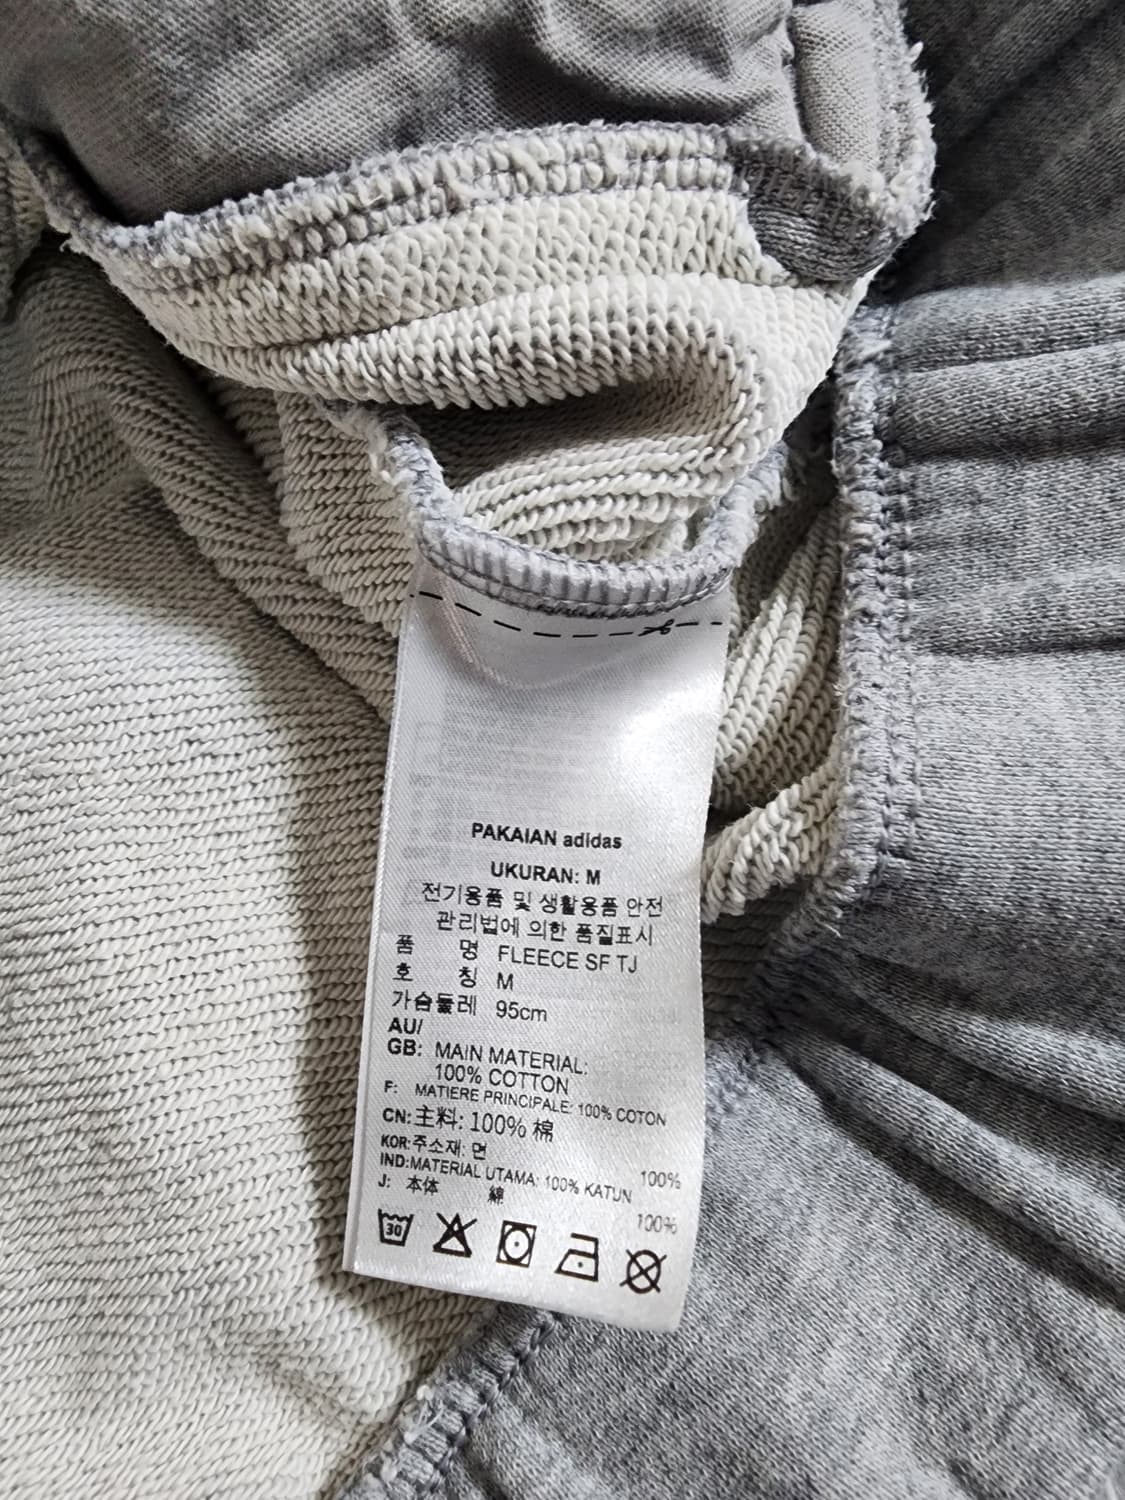 PAKAIAN adidas
UKURAN: M
전기용품 및 생활용품 안전
관리법에 의한 품질표시
품 명 FLEECE SF TJ
호 칭 M
가슴둘레 95cm
AU/
GB: MAIN MATERIAL:
100% COTTON
F: MATIERE PRINCIPALE: 100% COTON
CN: 主料: 100% 棉
KOR: 주소재: 면 100%
IND: MATERIAL UTAMA: 100% KATUN
J: 本体 綿 100%
30